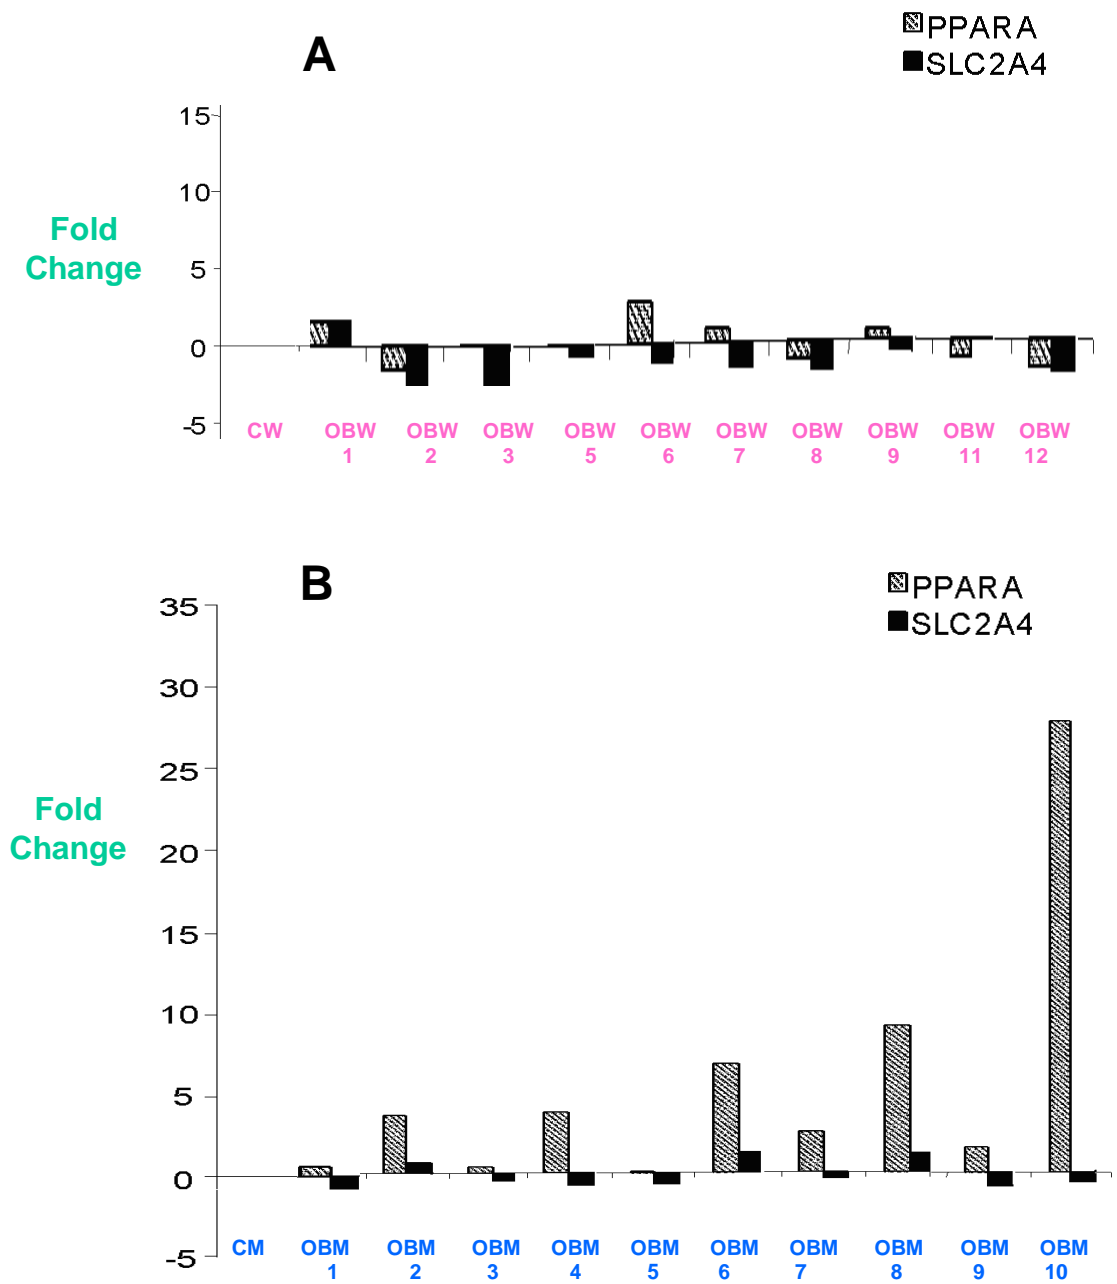 A
PPARA
SLC2A4
15
10
5
0
-5
Fold
Change
CW OBW OBW OBW OBW OBW OBW OBW OBW OBW OBW
1 2 3 5 6 7 8 9 11 12
B
PPARA
SLC2A4
35
30
25
20
15
10
5
0
-5
Fold
Change
CM OBM OBM OBM OBM OBM OBM OBM OBM OBM OBM
1 2 3 4 5 6 7 8 9 10